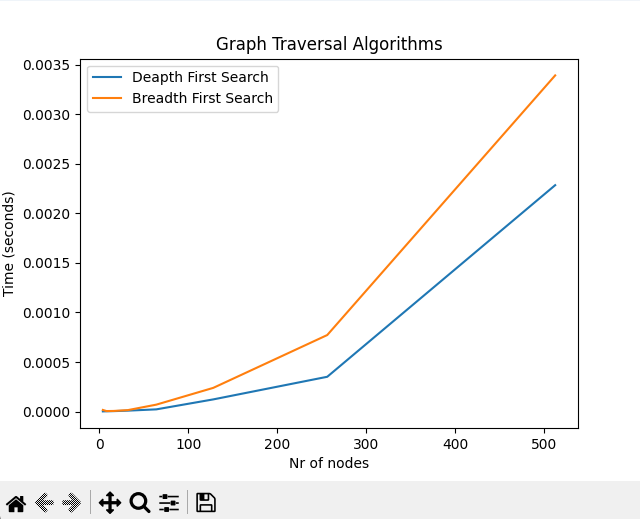 Graph Traversal Algorithms
Deapth First Search
Breadth First Search
0.0035
0.0030
0.0025
0.0020
0.0015
0.0010
0.0005
0.0000
Time (seconds)
0 100 200 300 400 500
Nr of nodes